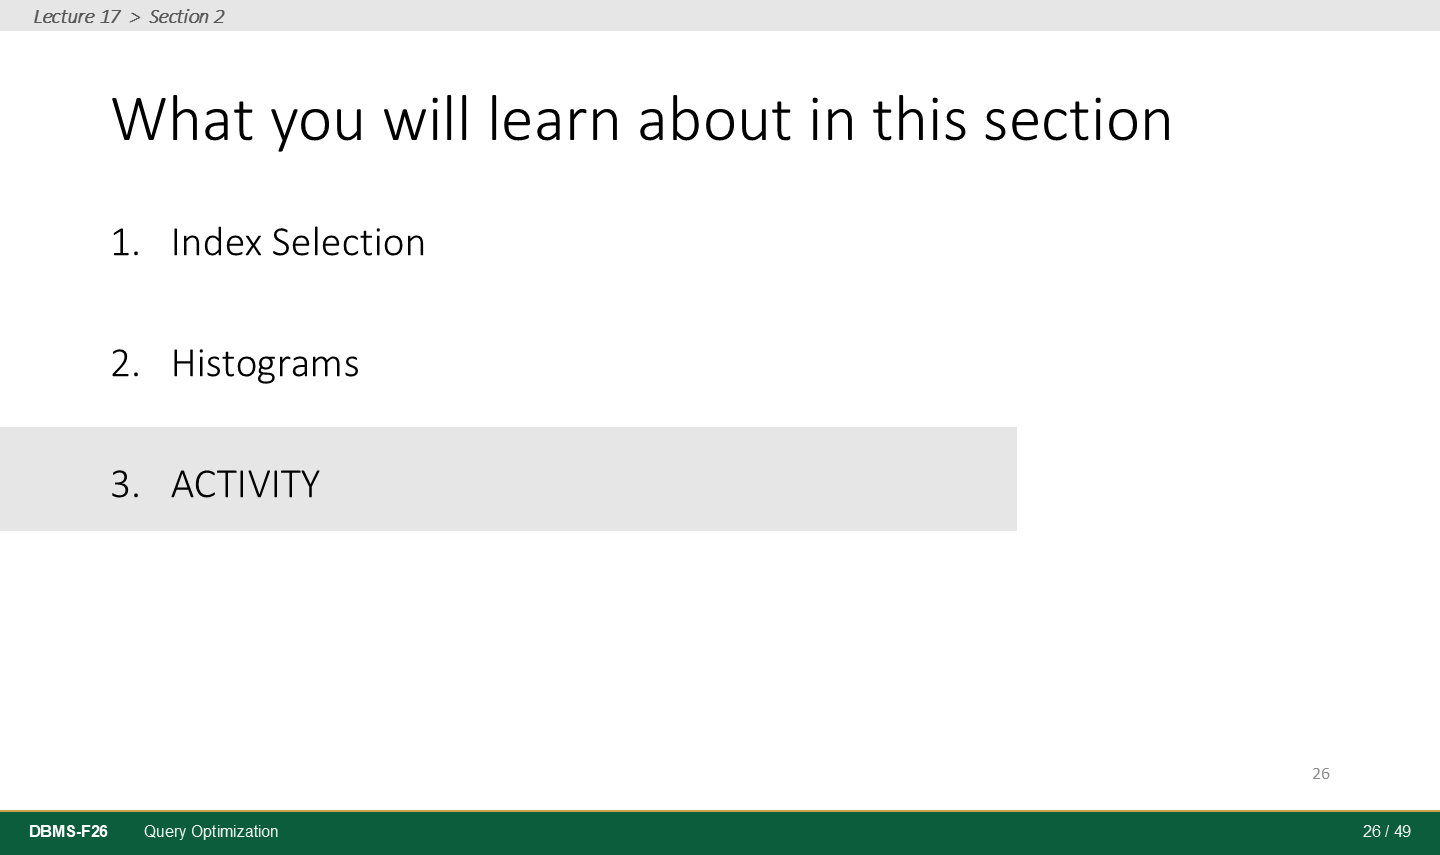 Lecture 17 > Section 2
What you will learn about in this section
1. Index Selection
2. Histograms
3. ACTIVITY
26
DBMS-F26 Query Optimization 26 / 49